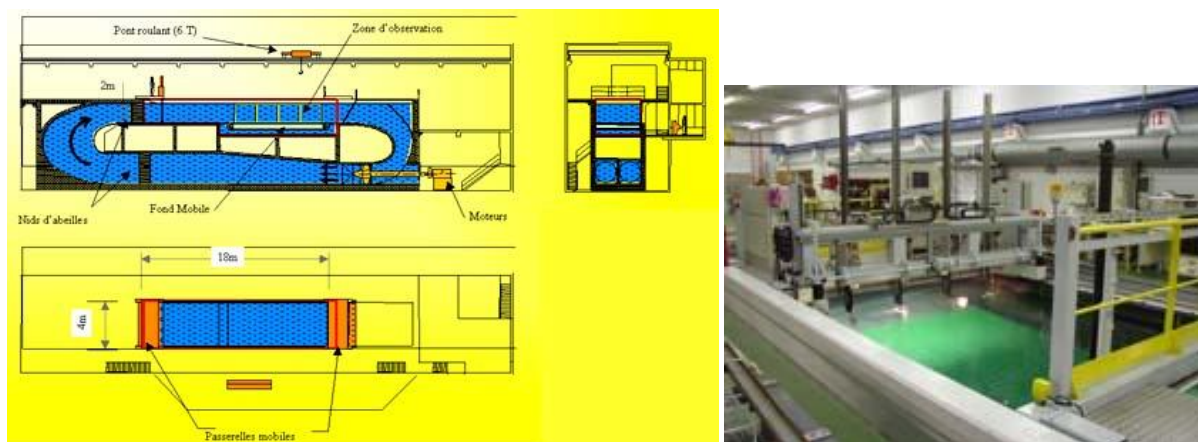 Pont roulant (6 T)
Zone d'observation
2m
Nids d'abeilles
Fond Mobile
Moteurs
18m
4m
Passerelles mobiles